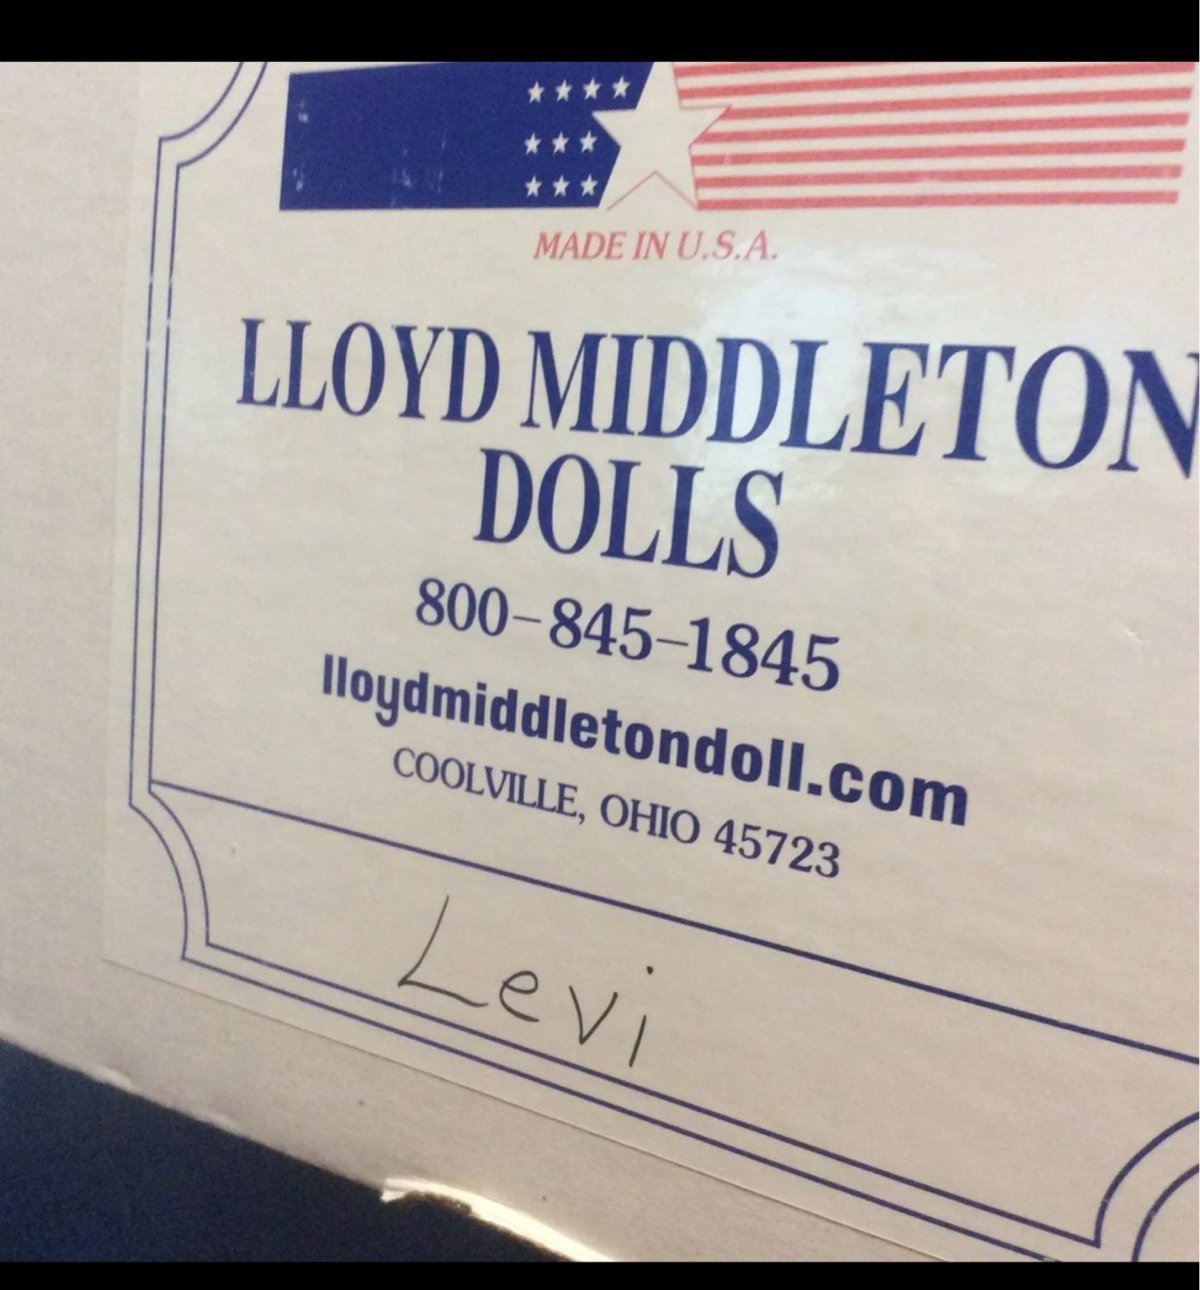 MADE IN U.S.A.
LLOYD MIDDLETON
DOLLS
800-845-1845
lloydmiddletondoll.com
COOLVILLE, OHIO 45723
Levi